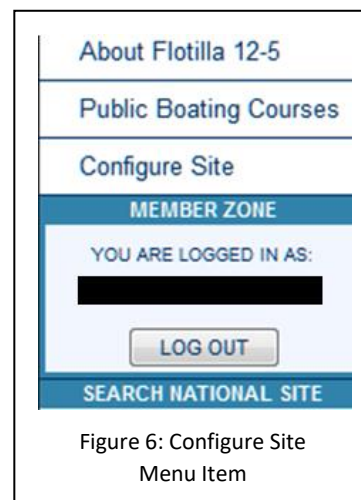 About Flotilla 12-5
Public Boating Courses
Configure Site
MEMBER ZONE
YOU ARE LOGGED IN AS:
LOG OUT
SEARCH NATIONAL SITE
Figure 6: Configure Site
Menu Item